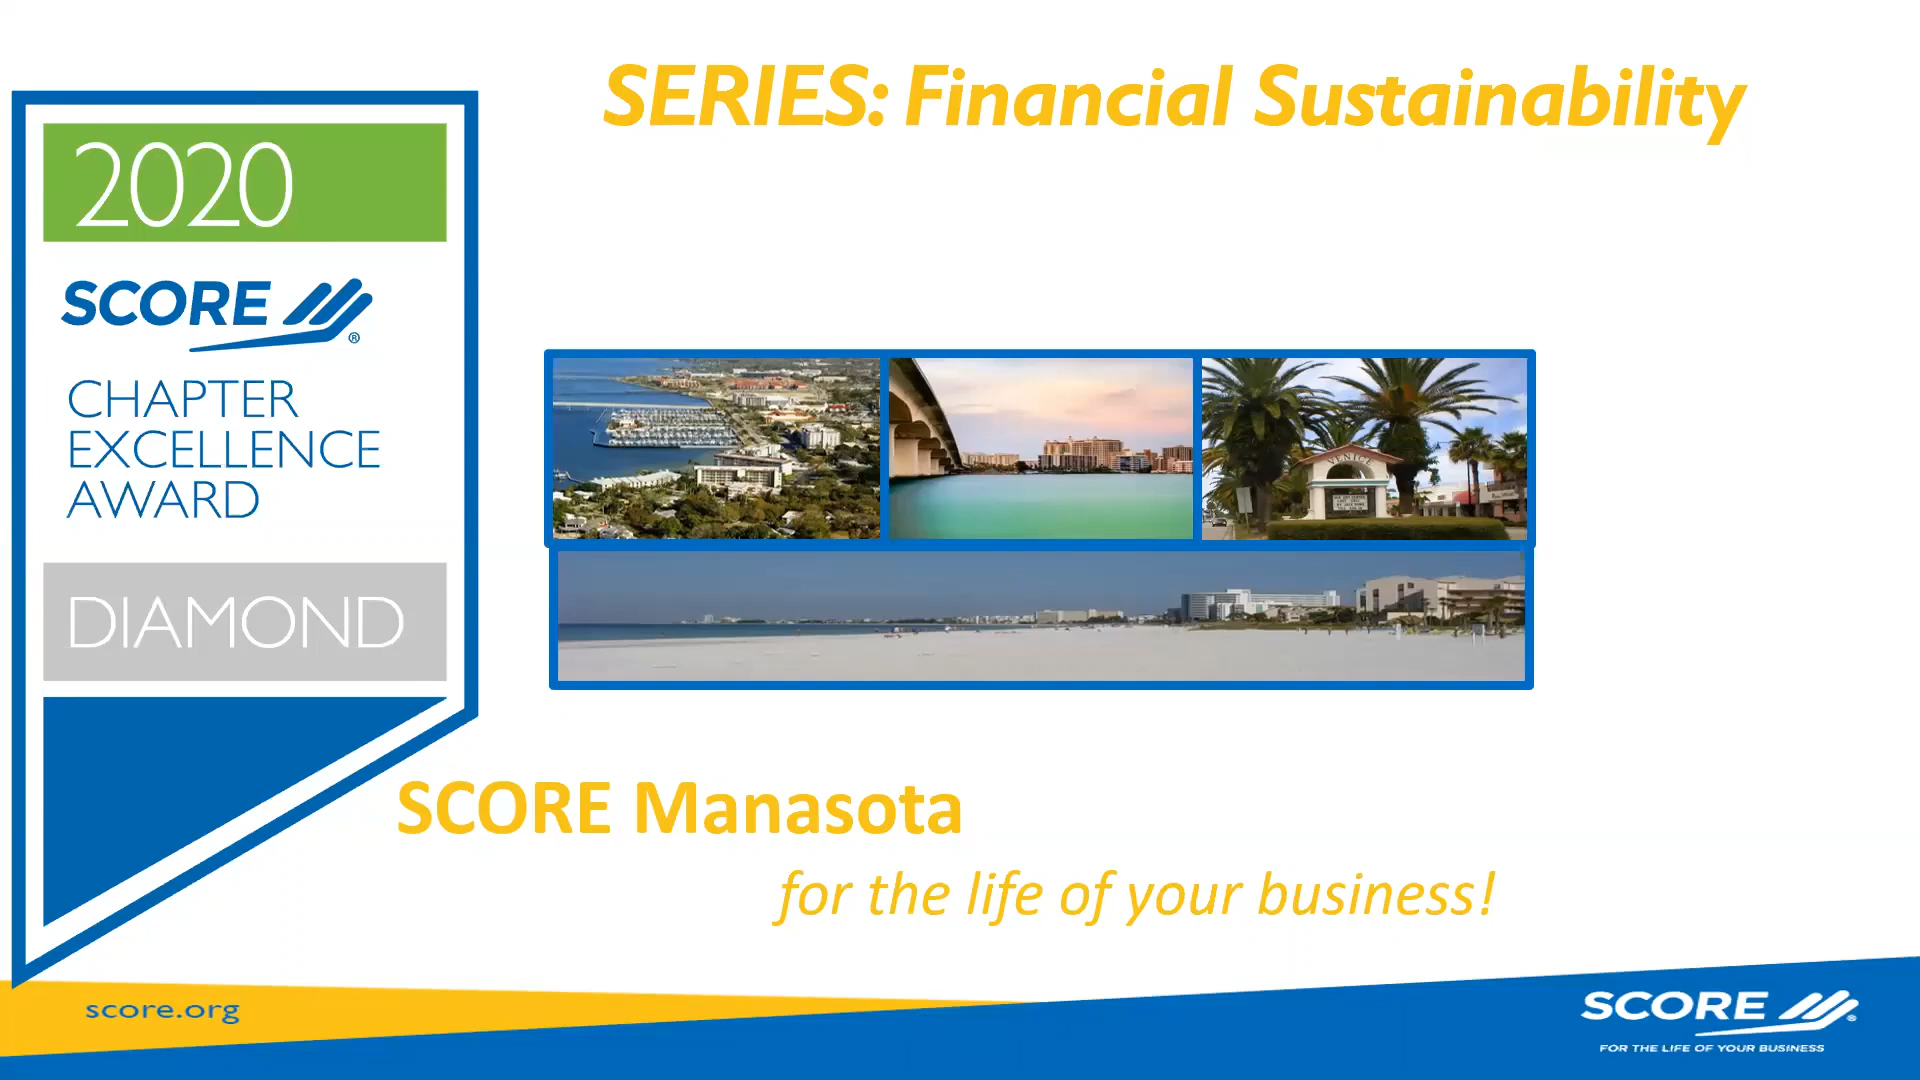 SERIES: Financial Sustainability
2020
SCORE ®
CHAPTER
EXCELLENCE
AWARD
DIAMOND
VENICE
SCORE Manasota
for the life of your business!
score.org
SCORE ®
FOR THE LIFE OF YOUR BUSINESS